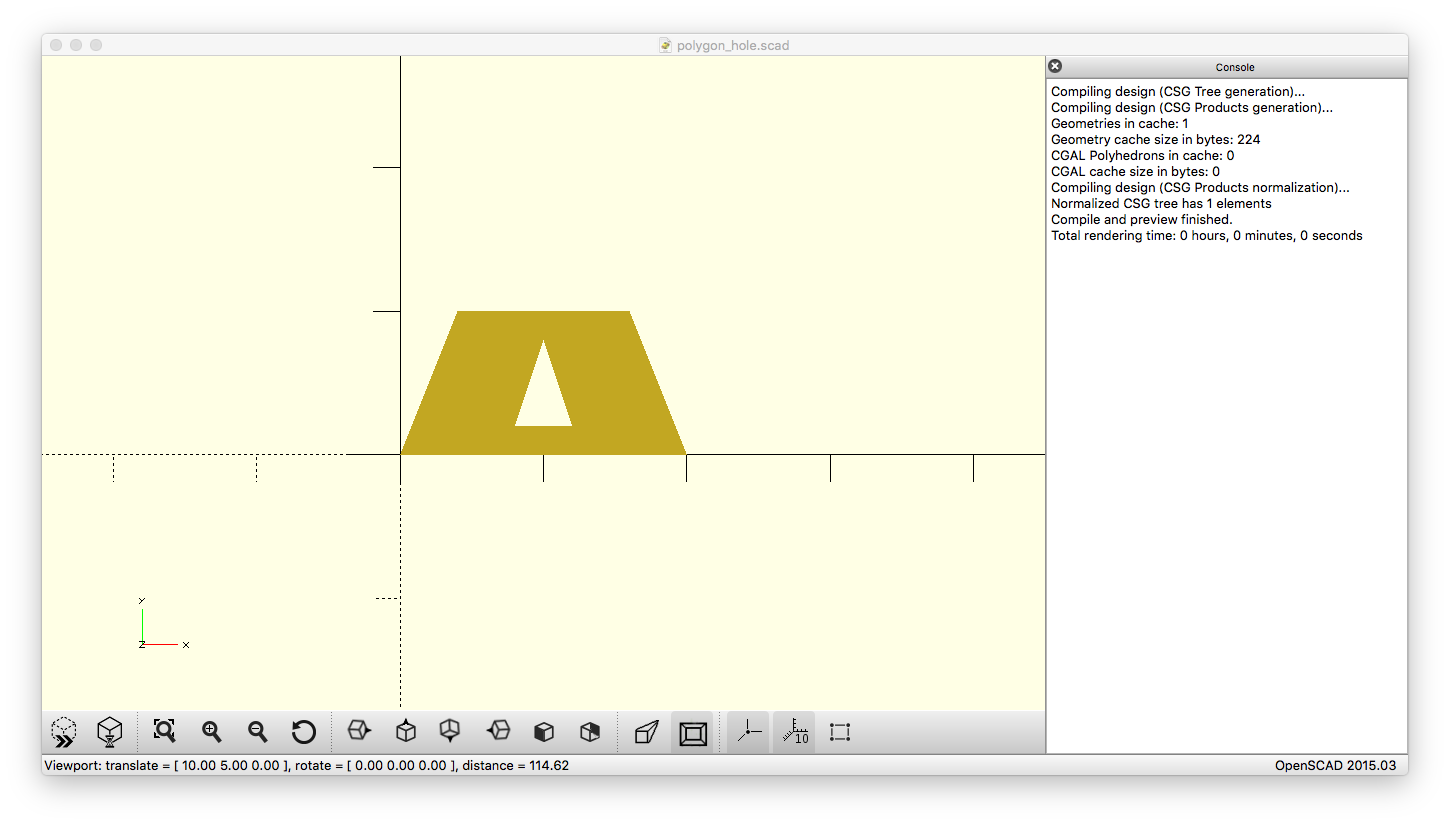 polygon_hole.scad
Console
Compiling design (CSG Tree generation)...
Compiling design (CSG Products generation)...
Geometries in cache: 1
Geometry cache size in bytes: 224
CGAL Polyhedrons in cache: 0
CGAL cache size in bytes: 0
Compiling design (CSG Products normalization)...
Normalized CSG tree has 1 elements
Compile and preview finished.
Total rendering time: 0 hours, 0 minutes, 0 seconds
Y
Z
X
10
Viewport: translate = [ 10.00 5.00 0.00 ], rotate = [ 0.00 0.00 0.00 ], distance = 114.62
OpenSCAD 2015.03